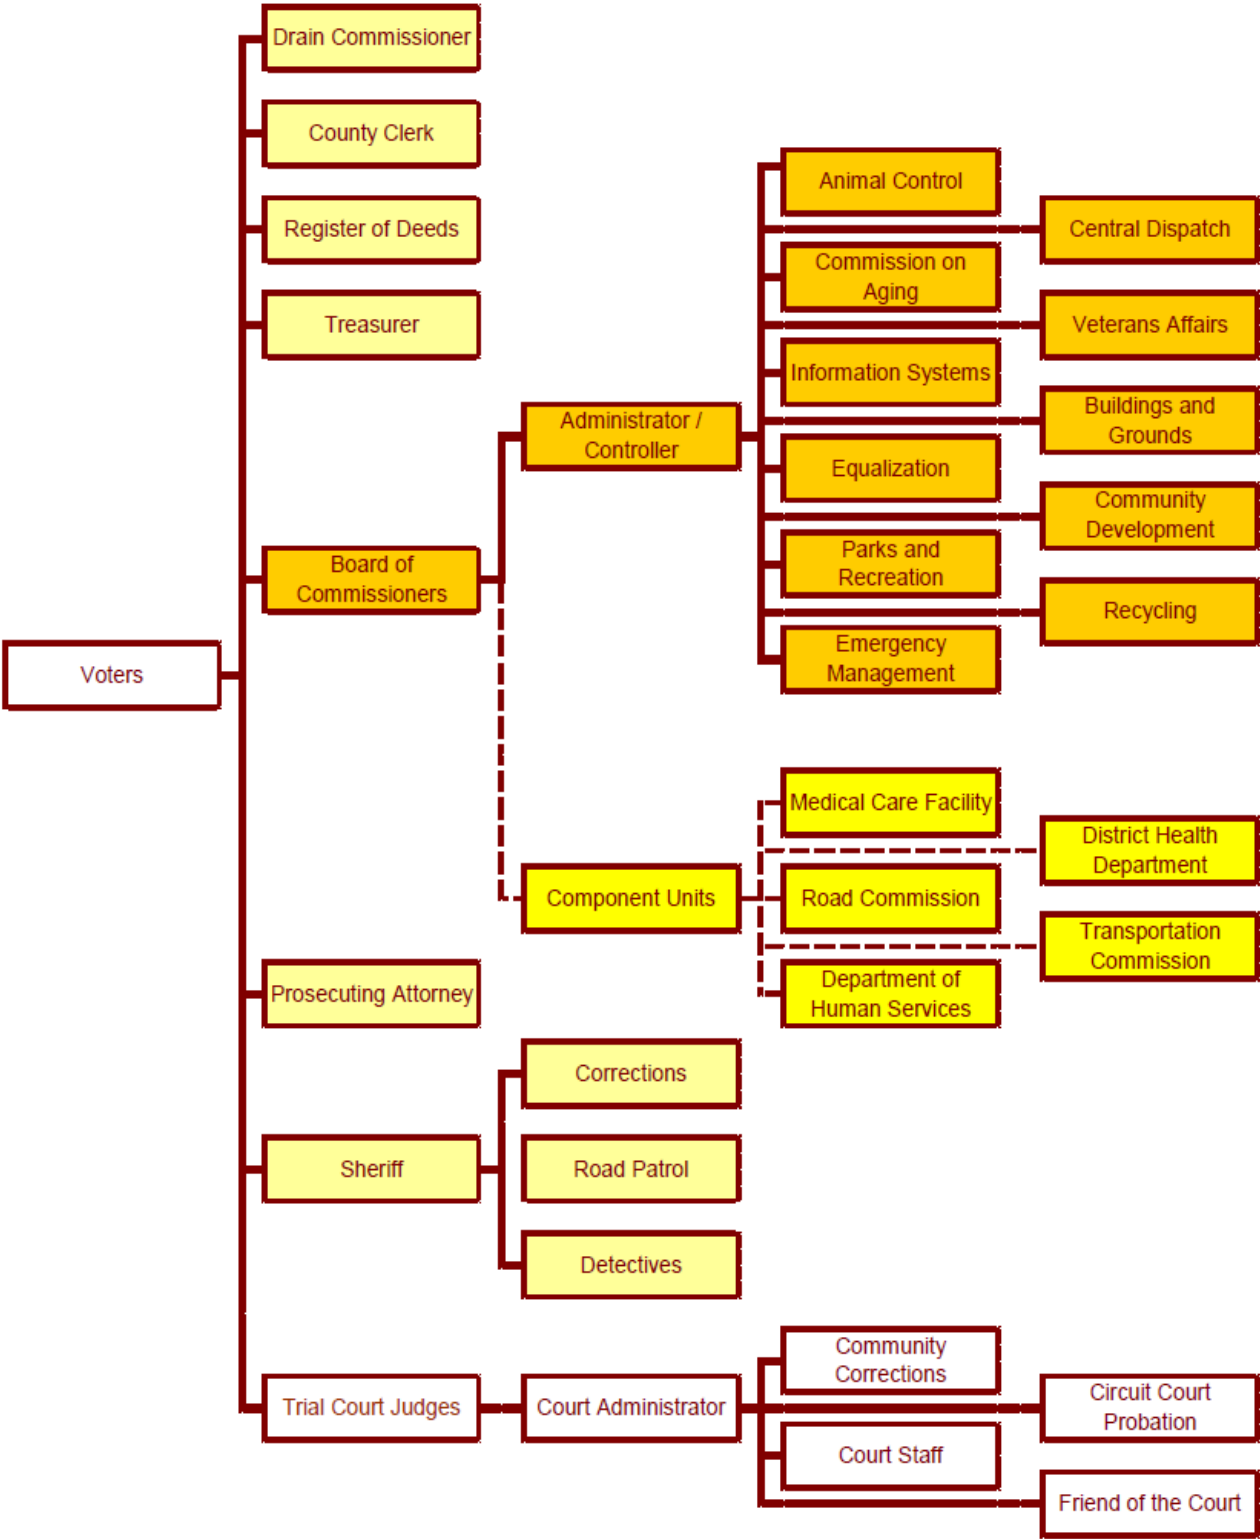 Drain Commissioner
County Clerk
Register of Deeds
Treasurer
Animal Control
Central Dispatch
Commission on
Aging
Veterans Affairs
Information Systems
Buildings and
Grounds
Administrator /
Controller
Equalization
Community
Development
Parks and
Recreation
Recycling
Emergency
Management
Board of
Commissioners
Voters
Medical Care Facility
District Health
Department
Component Units
Road Commission
Transportation
Commission
Department of
Human Services
Prosecuting Attorney
Corrections
Sheriff
Road Patrol
Detectives
Trial Court Judges
Court Administrator
Community
Corrections
Circuit Court
Probation
Court Staff
Friend of the Court